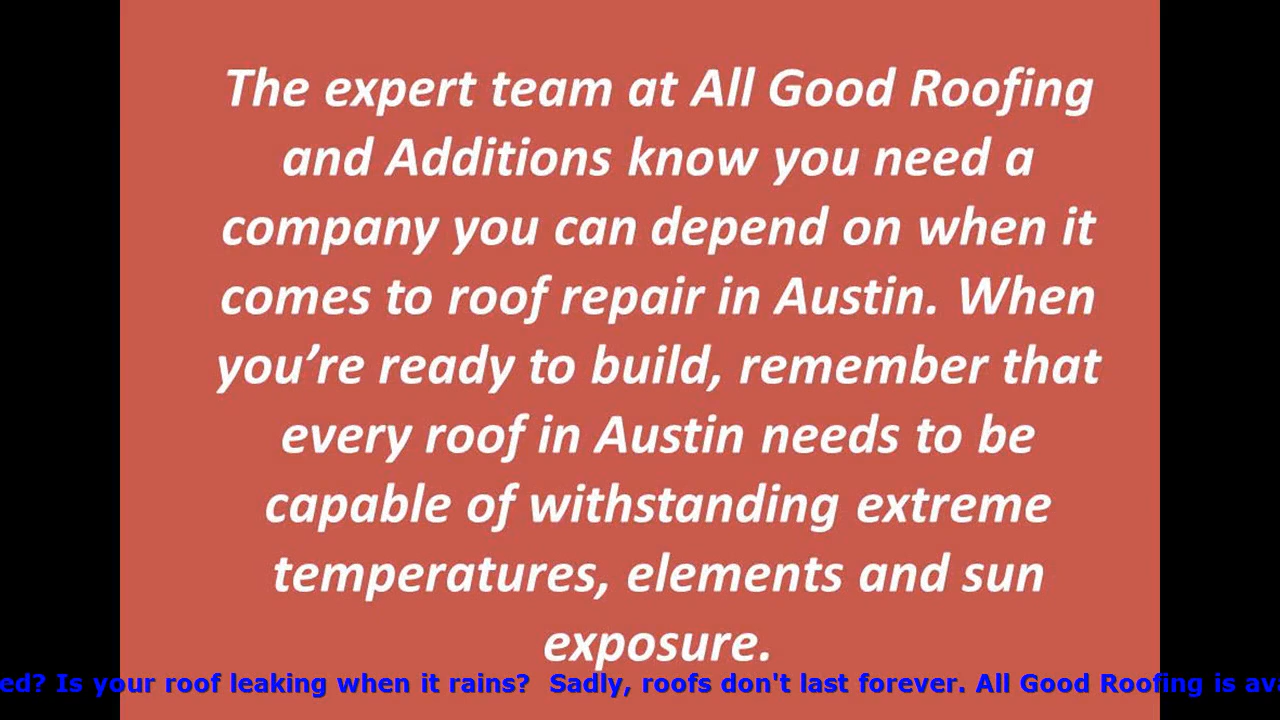 The expert team at All Good Roofing
and Additions know you need a
company you can depend on when it
comes to roof repair in Austin. When
you’re ready to build, remember that
every roof in Austin needs to be
capable of withstanding extreme
temperatures, elements and sun
exposure.
ed? Is your roof leaking when it rains?  Sadly, roofs don't last forever. All Good Roofing is ava